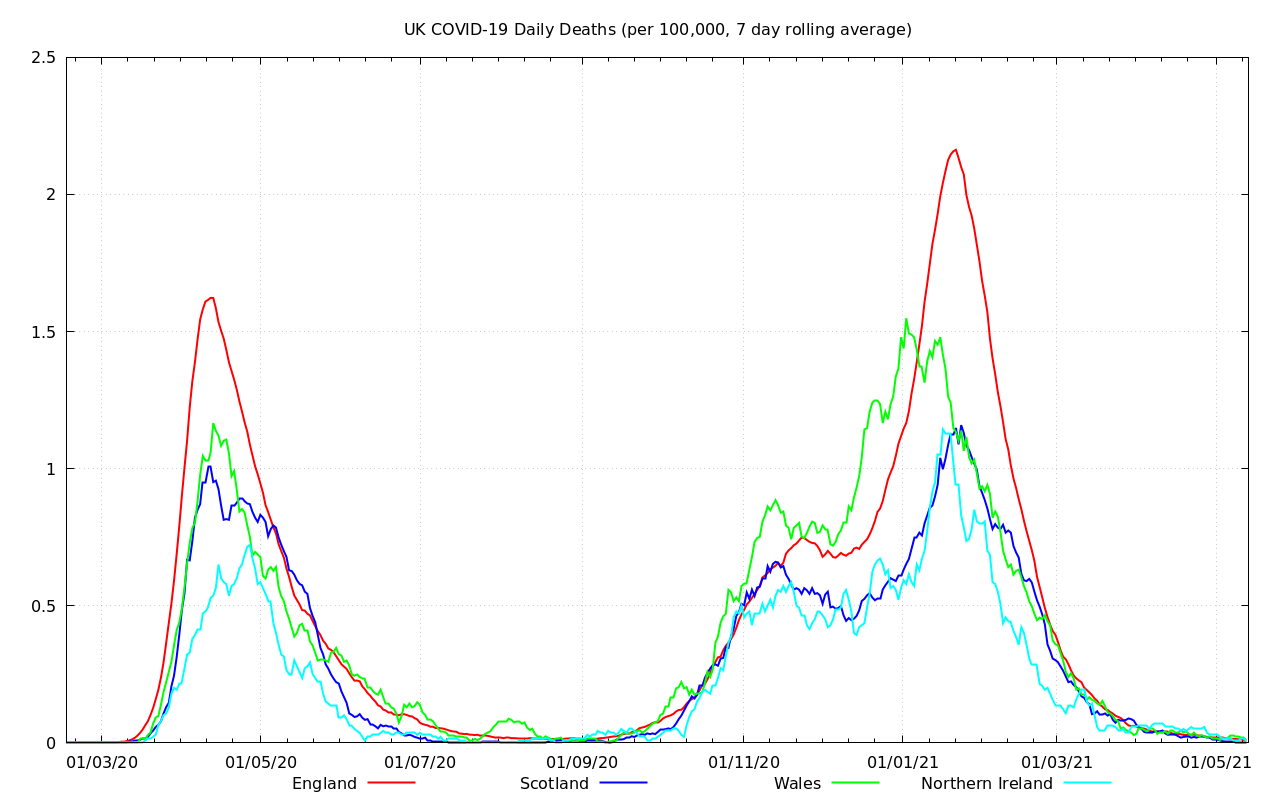 UK COVID-19 Daily Deaths (per 100,000, 7 day rolling average)
2.5
2
1.5
1
0.5
0
01/03/20 01/05/20 01/07/20 01/09/20 01/11/20 01/01/21 01/03/21 01/05/21
England Scotland Wales Northern Ireland